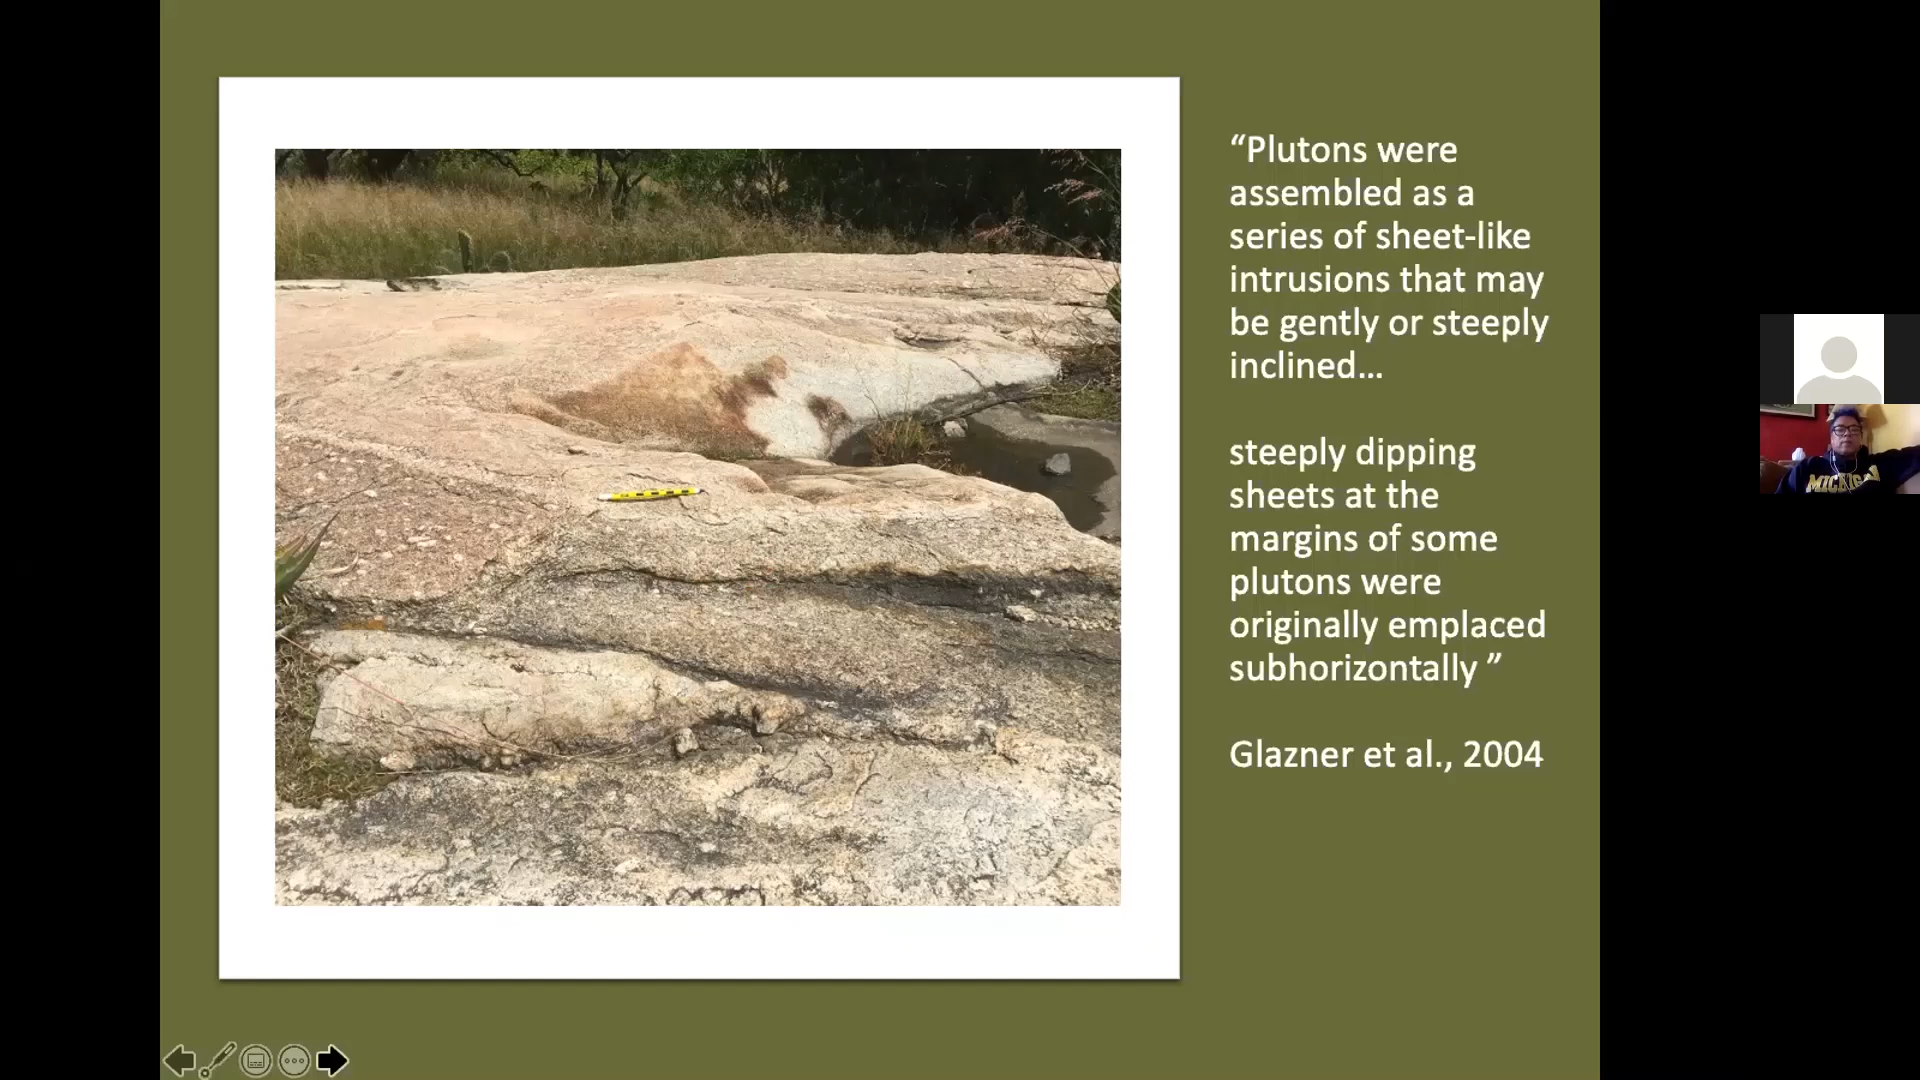 “Plutons were
assembled as a
series of sheet-like
intrusions that may
be gently or steeply
inclined…
steeply dipping
sheets at the
margins of some
plutons were
originally emplaced
subhorizontally ”
Glazner et al., 2004
MICHIGAN